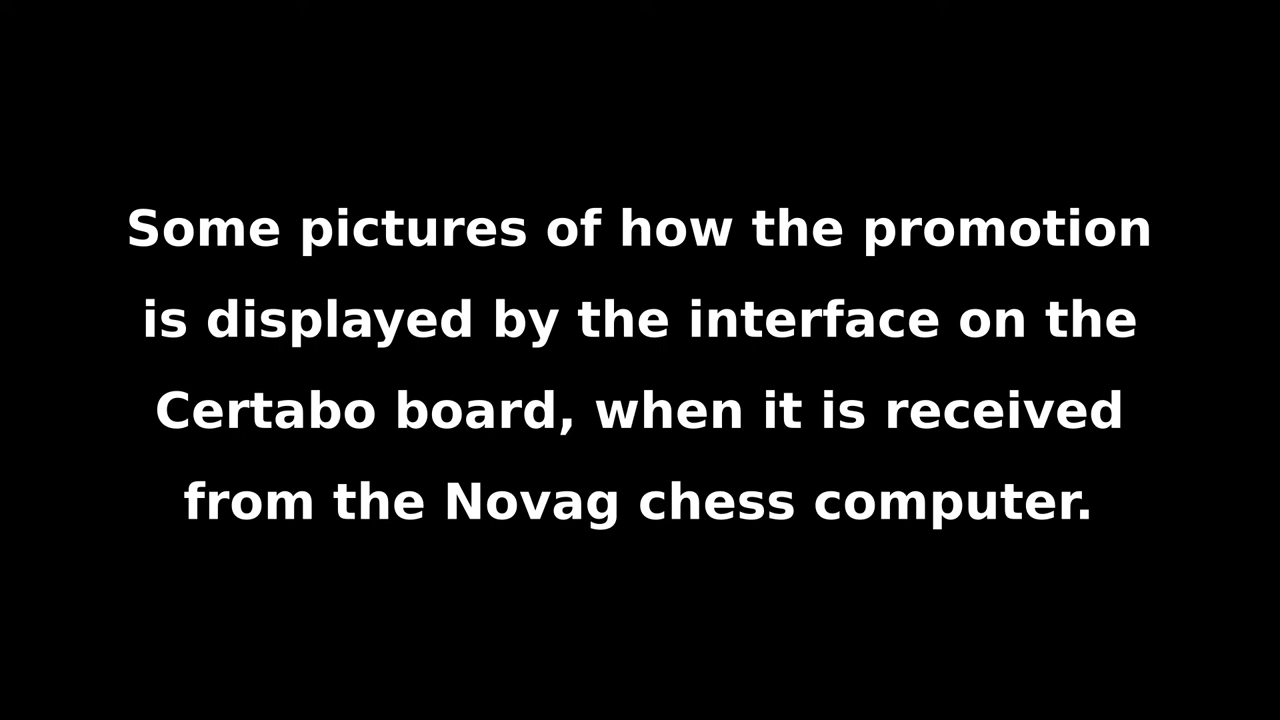 Some pictures of how the promotion
is displayed by the interface on the
Certabo board, when it is received
from the Novag chess computer.